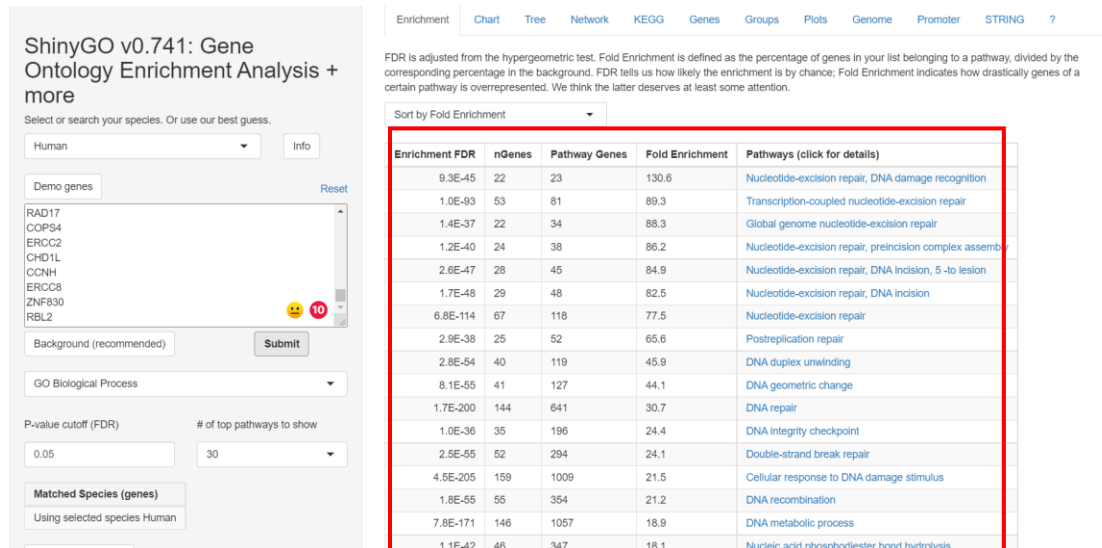 ShinyGO v0.741: Gene
Ontology Enrichment Analysis +
more
Select or search your species. Or use our best guess.
Human
Info
Demo genes
Reset
RAD17
COPS4
ERCC2
CHD1L
CCNH
ERCC8
ZNF830
RBL2
10
Background (recommended)
Submit
GO Biological Process
P-value cutoff (FDR)
# of top pathways to show
0.05
30
Matched Species (genes)
Using selected species Human
Enrichment Chart Tree Network KEGG Genes Groups Plots Genome Promoter STRING ?
FDR is adjusted from the hypergeometric test. Fold Enrichment is defined as the percentage of genes in your list belonging to a pathway, divided by the
corresponding percentage in the background. FDR tells us how likely the enrichment is by chance; Fold Enrichment indicates how drastically genes of a
certain pathway is overrepresented. We think the latter deserves at least some attention.
Sort by Fold Enrichment
Enrichment FDR nGenes Pathway Genes Fold Enrichment Pathways (click for details)
9.3E-45 22 23 130.6 Nucleotide-excision repair, DNA damage recognition
1.0E-93 53 81 89.3 Transcription-coupled nucleotide-excision repair
1.4E-37 22 34 88.3 Global genome nucleotide-excision repair
1.2E-40 24 38 86.2 Nucleotide-excision repair, preincision complex assembly
2.6E-47 28 45 84.9 Nucleotide-excision repair, DNA incision, 5 -to lesion
1.7E-48 29 48 82.5 Nucleotide-excision repair, DNA incision
6.8E-114 67 118 77.5 Nucleotide-excision repair
2.9E-38 25 52 65.6 Postreplication repair
2.8E-54 40 119 45.9 DNA duplex unwinding
8.1E-55 41 127 44.1 DNA geometric change
1.7E-200 144 641 30.7 DNA repair
1.0E-36 35 196 24.4 DNA integrity checkpoint
2.5E-55 52 294 24.1 Double-strand break repair
4.5E-205 159 1009 21.5 Cellular response to DNA damage stimulus
1.8E-55 55 354 21.2 DNA recombination
7.8E-171 146 1057 18.9 DNA metabolic process
1.1E-42 46 347 18.1 Nucleic acid phosphodiester bond hydrolysis